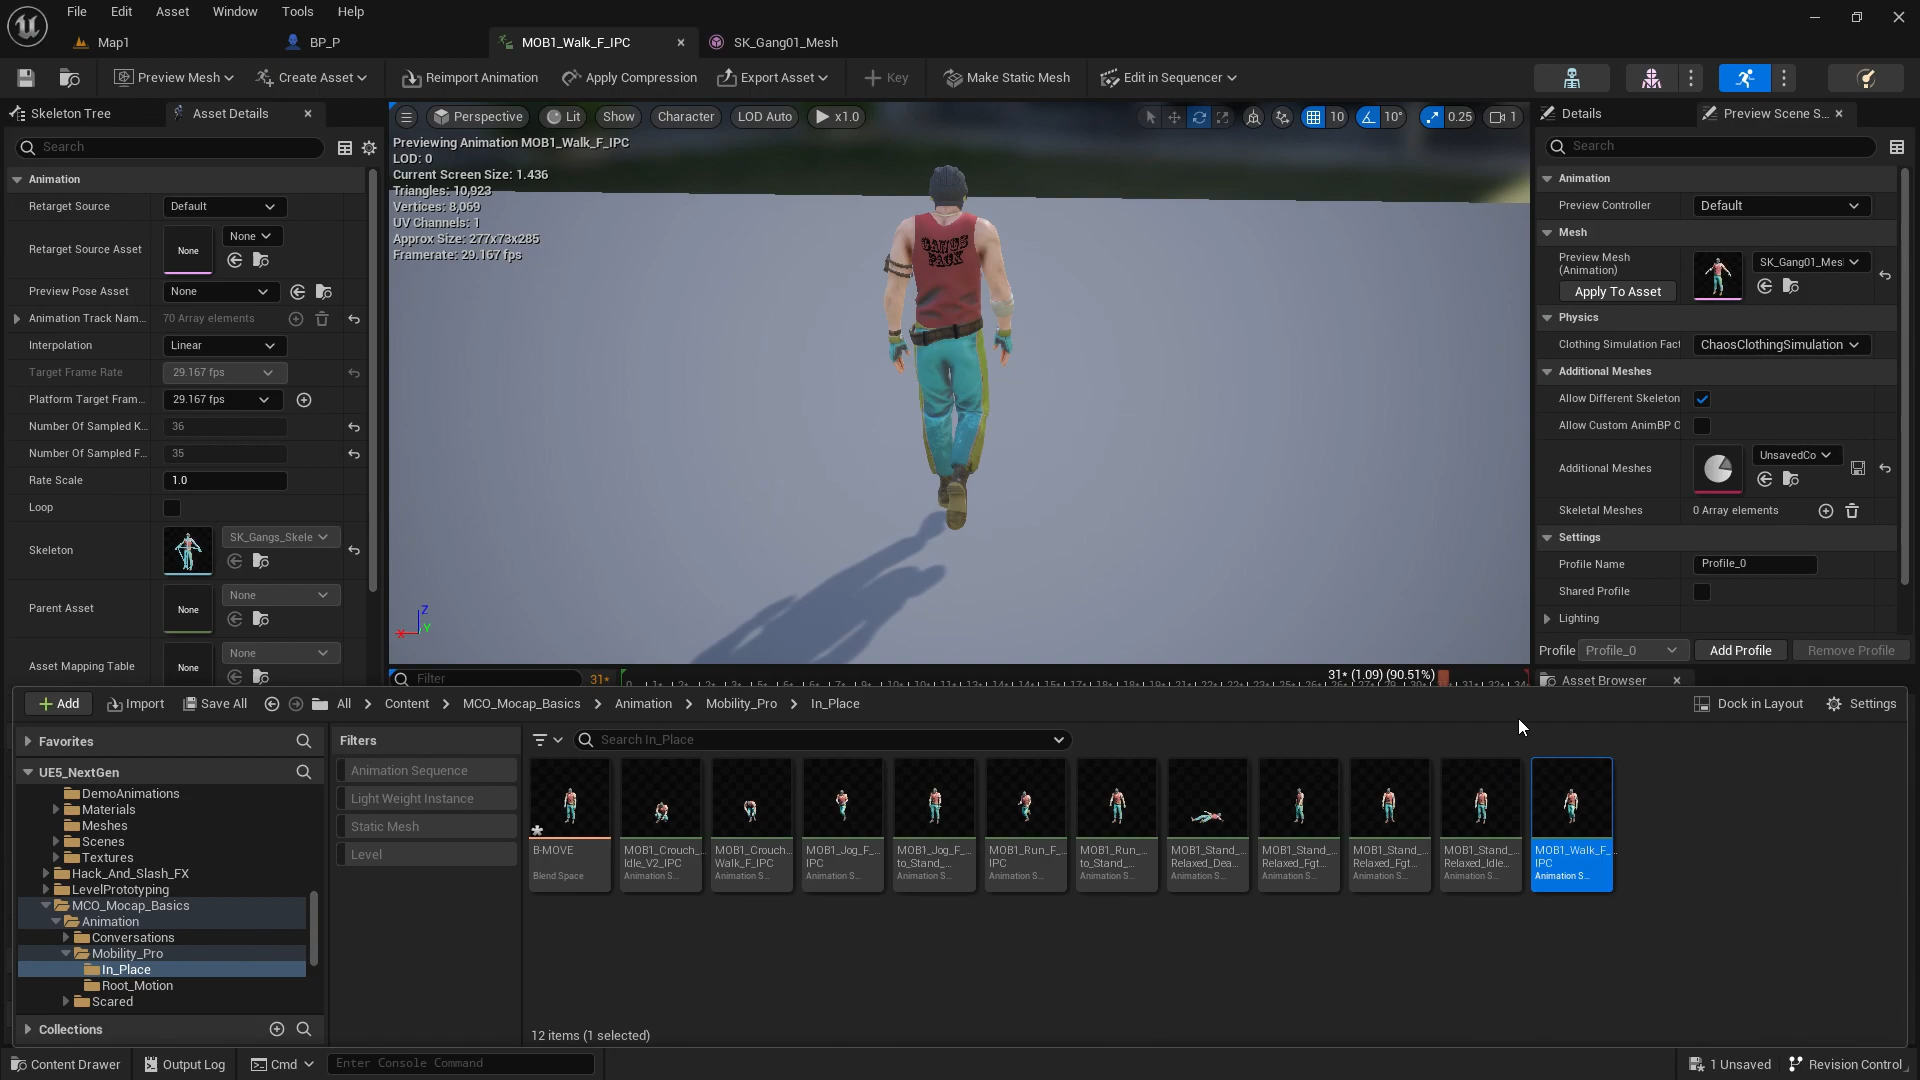 File Edit Asset Window Tools Help
Map1 BP_P MOB1_Walk_F_IPC SK_Gang01_Mesh
Preview Mesh Create Asset Reimport Animation Apply Compression Export Asset Key Make Static Mesh Edit in Sequencer
Skeleton Tree Asset Details
Search
Animation
Retarget Source Default
Retarget Source Asset None None
Preview Pose Asset None
Animation Track Nam... 70 Array elements
Interpolation Linear
Target Frame Rate 29.167 fps
Platform Target Fram... 29.167 fps
Number Of Sampled K... 36
Number Of Sampled F... 35
Rate Scale 1.0
Loop
Skeleton SK_Gangs_Skele
Parent Asset None None
Asset Mapping Table None None
Perspective Lit Show Character LOD Auto x1.0 10 10° 0.25 1
Previewing Animation MOB1_Walk_F_IPC
LOD: 0
Current Screen Size: 1.436
Triangles: 10,923
Vertices: 8,069
UV Channels: 1
Approx Size: 277x73x285
Framerate: 29.167 fps
GANGS
PACK
Z
X Y
Filter 31* 31* (1.09) (90.51%)
Details Preview Scene S...
Search
Animation
Preview Controller Default
Mesh
Preview Mesh
(Animation) SK_Gang01_Mes
Apply To Asset
Physics
Clothing Simulation Fact ChaosClothingSimulation
Additional Meshes
Allow Different Skeleton
Allow Custom AnimBP O
Additional Meshes UnsavedCo
Skeletal Meshes 0 Array elements
Settings
Profile Name Profile_0
Shared Profile
Lighting
Profile Profile_0 Add Profile Remove Profile
Asset Browser
Add Import Save All All Content MCO_Mocap_Basics Animation Mobility_Pro In_Place Dock in Layout Settings
Favorites
UE5_NextGen
DemoAnimations
Materials
Meshes
Scenes
Textures
Hack_And_Slash_FX
LevelPrototyping
MCO_Mocap_Basics
Animation
Conversations
Mobility_Pro
In_Place
Root_Motion
Scared
Collections
Filters
Animation Sequence
Light Weight Instance
Static Mesh
Level
Search In_Place
B-MOVE
Blend Space
MOB1_Crouch_...
Idle_V2_IPC
Animation S...
MOB1_Crouch...
Walk_F_IPC
Animation S...
MOB1_Jog_F_...
IPC
Animation S...
MOB1_Jog_F_...
to_Stand_...
Animation S...
MOB1_Run_F_...
IPC
Animation S...
MOB1_Run_...
to_Stand_...
Animation S...
MOB1_Stand_...
Relaxed_Dea...
Animation S...
MOB1_Stand_...
Relaxed_Fgt...
Animation S...
MOB1_Stand_...
Relaxed_Fgt...
Animation S...
MOB1_Stand_...
Relaxed_Idle...
Animation S...
MOB1_Walk_F_...
IPC
Animation S...
12 items (1 selected)
Content Drawer Output Log Cmd Enter Console Command 1 Unsaved Revision Control